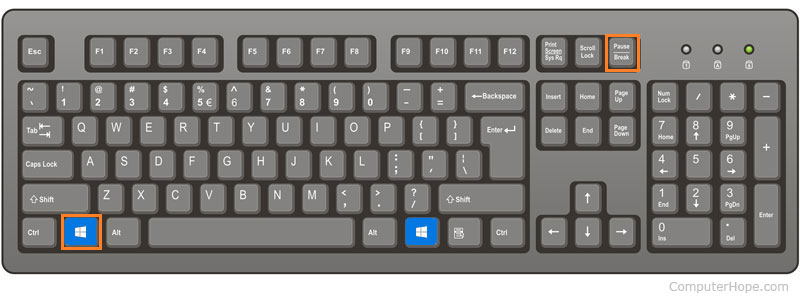 Esc F1 F2 F3 F4 F5 F6 F7 F8 F9 F10 F11 F12 Print Screen Sys Rq Scroll Lock Pause Break
1 A
~ ` ! 1 @ 2 # 3 $ 4 % 5 € ^ 6 & 7 * 8 ( 9 ) 0 _ - + = ←Backspace Insert Home Page Up Num Lock / * -
Tab Q W E R T Y U I O P { [ } ] Enter Delete End Page Down 7 Home 8 ↑ 9 PgUp +
Caps Lock A S D F G H J K L : ; " ' | \ 4 ← 5 6 →
⇧Shift Z X C V B N M < , > . ? / ⇧Shift ↑ 1 End 2 ↓ 3 PgDn Enter
Ctrl Alt Alt Ctrl ← ↓ → 0 Ins . Del
ComputerHope.com